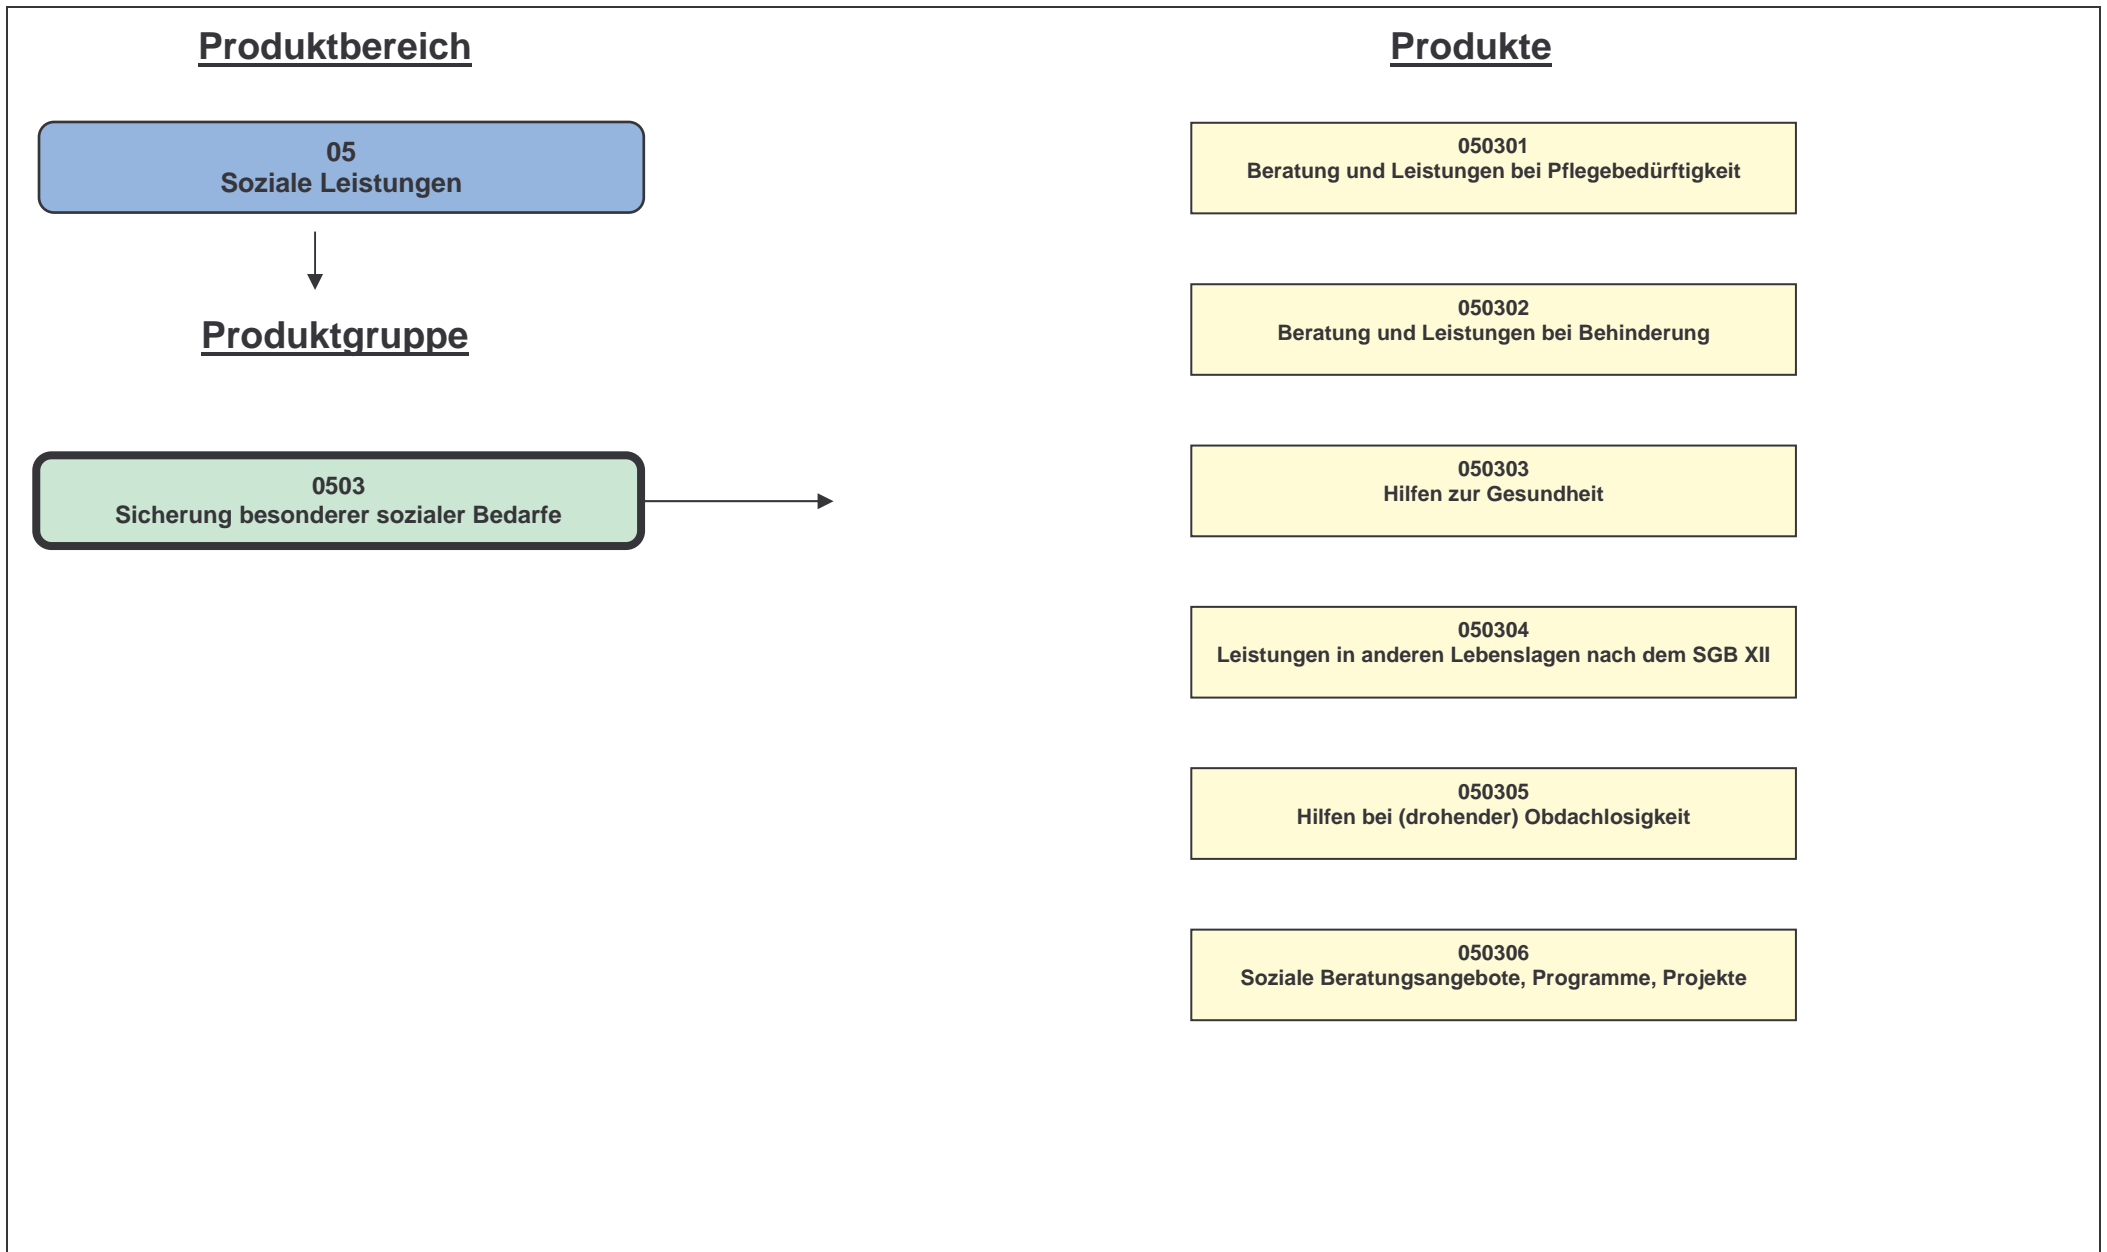 Produktbereich
05
Soziale Leistungen
Produktgruppe
0503
Sicherung besonderer sozialer Bedarfe
Produkte
050301
Beratung und Leistungen bei Pflegebedürftigkeit
050302
Beratung und Leistungen bei Behinderung
050303
Hilfen zur Gesundheit
050304
Leistungen in anderen Lebenslagen nach dem SGB XII
050305
Hilfen bei (drohender) Obdachlosigkeit
050306
Soziale Beratungsangebote, Programme, Projekte